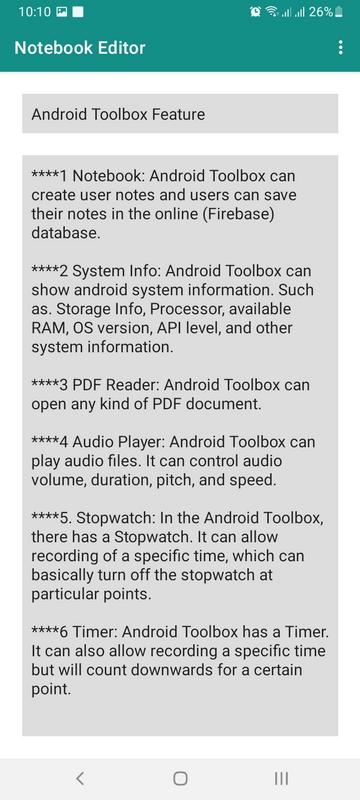 10:10 26%
Notebook Editor
Android Toolbox Feature
****1 Notebook: Android Toolbox can
create user notes and users can save
their notes in the online (Firebase)
database.
****2 System Info: Android Toolbox can
show android system information. Such
as. Storage Info, Processor, available
RAM, OS version, API level, and other
system information.
****3 PDF Reader: Android Toolbox can
open any kind of PDF document.
****4 Audio Player: Android Toolbox can
play audio files. It can control audio
volume, duration, pitch, and speed.
****5. Stopwatch: In the Android Toolbox,
there has a Stopwatch. It can allow
recording of a specific time, which can
basically turn off the stopwatch at
particular points.
****6 Timer: Android Toolbox has a Timer.
It can also allow recording a specific time
but will count downwards for a certain
point.